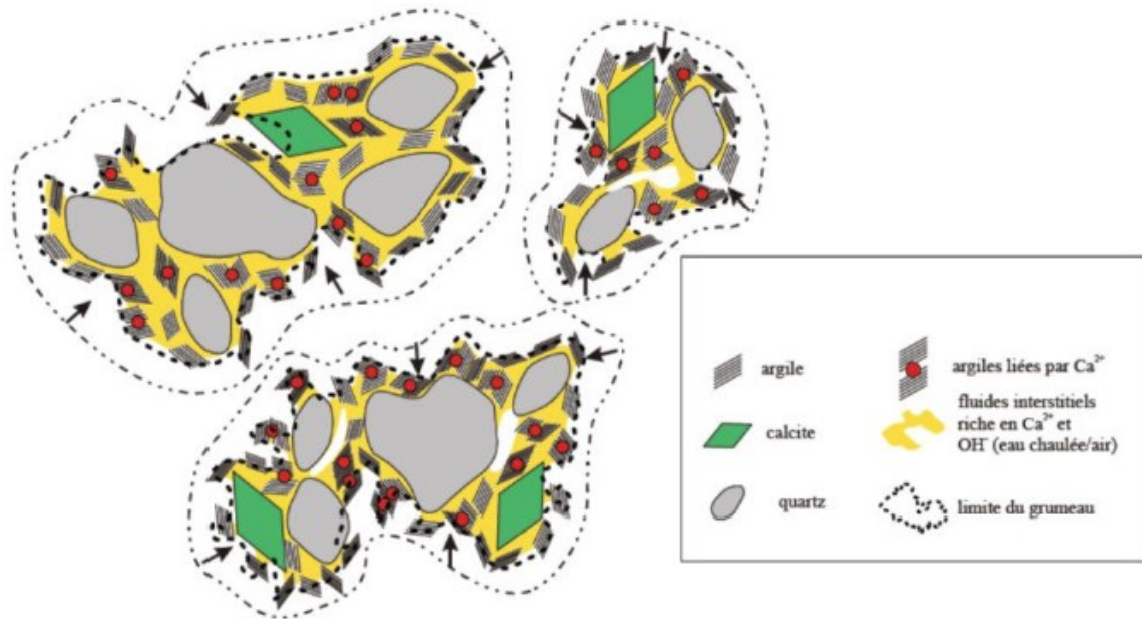 argile
argiles liées par Ca²⁺
calcite
fluides interstitiels
riche en Ca²⁺ et
OH⁻ (eau chaulée/air)
quartz
limite du grumeau